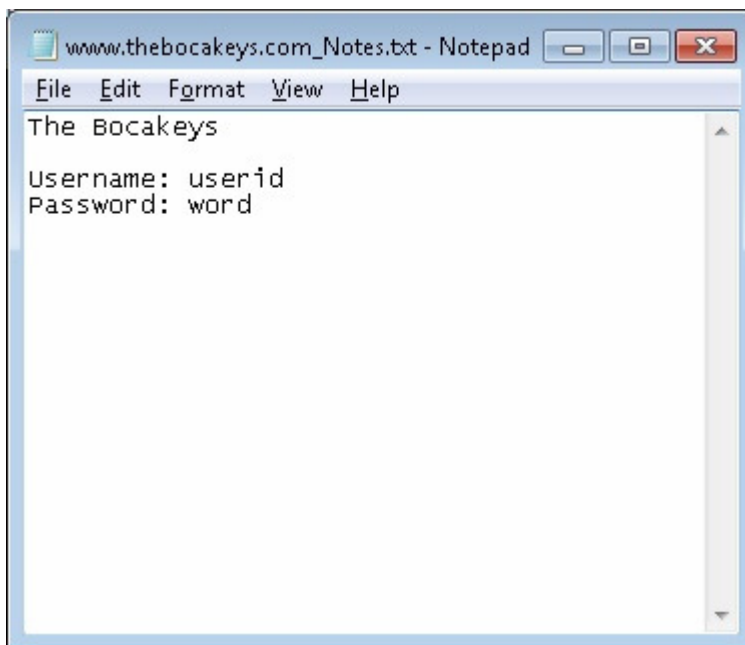 www.thebocakeys.com_Notes.txt - Notepad
File Edit Format View Help
The Bocakeys
Username: userid
Password: word